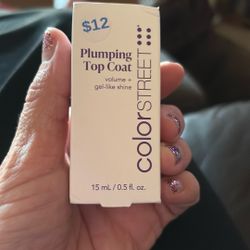 $12
Plumping
Top Coat
volume +
gel-like shine
colorSTREET
15 mL / 0.5 fl. oz.